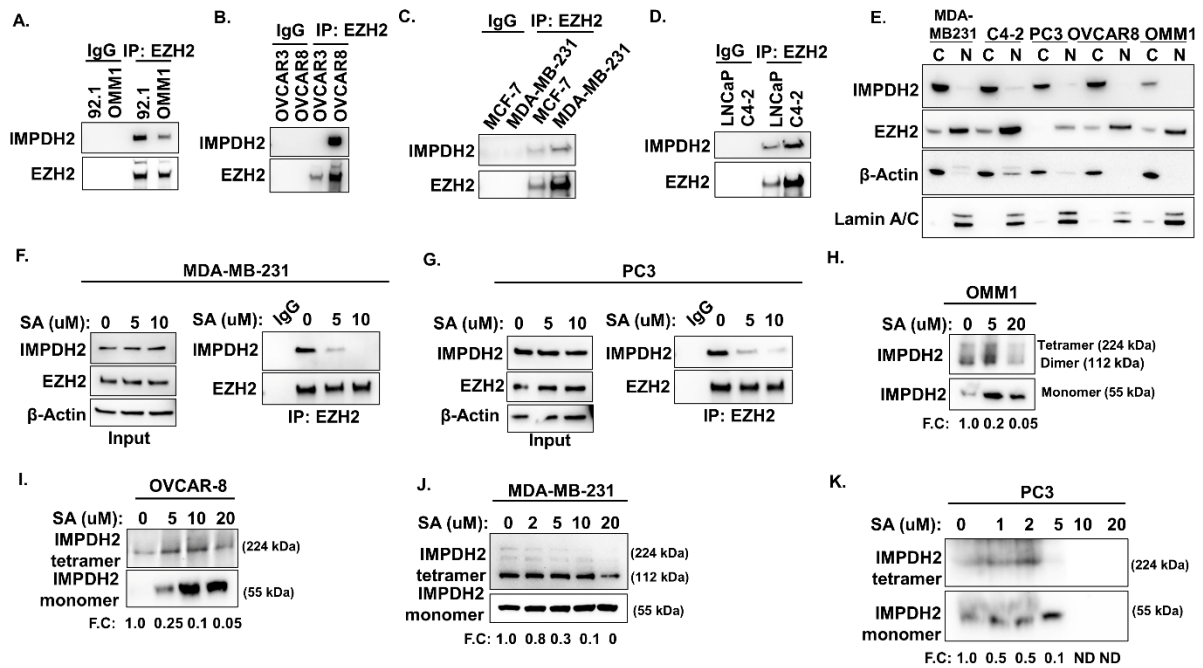 A.
IgG IP: EZH2
92.1 OMM1 92.1 OMM1
IMPDH2
EZH2
B.
IgG IP: EZH2
OVCAR3 OVCAR8 OVCAR3 OVCAR8
IMPDH2
EZH2
C.
IgG IP: EZH2
MCF-7 MDA-MB-231 MCF-7 MDA-MB-231
IMPDH2
EZH2
D.
IgG IP: EZH2
LNCaP C4-2 LNCaP C4-2
IMPDH2
EZH2
E.
MDA-
MB231 C4-2 PC3 OVCAR8 OMM1
C N C N C N C N C N
IMPDH2
EZH2
β-Actin
Lamin A/C
F.
MDA-MB-231
SA (uM): 0 5 10
IMPDH2
EZH2
β-Actin
Input
SA (uM): IgG 0 5 10
IMPDH2
EZH2
IP: EZH2
G.
PC3
SA (uM): 0 5 10
IMPDH2
EZH2
β-Actin
Input
SA (uM): IgG 0 5 10
IMPDH2
EZH2
IP: EZH2
H.
OMM1
SA (uM): 0 5 20
IMPDH2
Tetramer (224 kDa)
Dimer (112 kDa)
IMPDH2 Monomer (55 kDa)
F.C: 1.0 0.2 0.05
I.
OVCAR-8
SA (uM): 0 5 10 20
IMPDH2
tetramer (224 kDa)
IMPDH2
monomer (55 kDa)
F.C: 1.0 0.25 0.1 0.05
J.
MDA-MB-231
SA (uM): 0 2 5 10 20
IMPDH2 (224 kDa)
tetramer (112 kDa)
IMPDH2
monomer (55 kDa)
F.C: 1.0 0.8 0.3 0.1 0
K.
PC3
SA (uM): 0 1 2 5 10 20
IMPDH2
tetramer (224 kDa)
IMPDH2 (55 kDa)
monomer
F.C: 1.0 0.5 0.5 0.1 ND ND